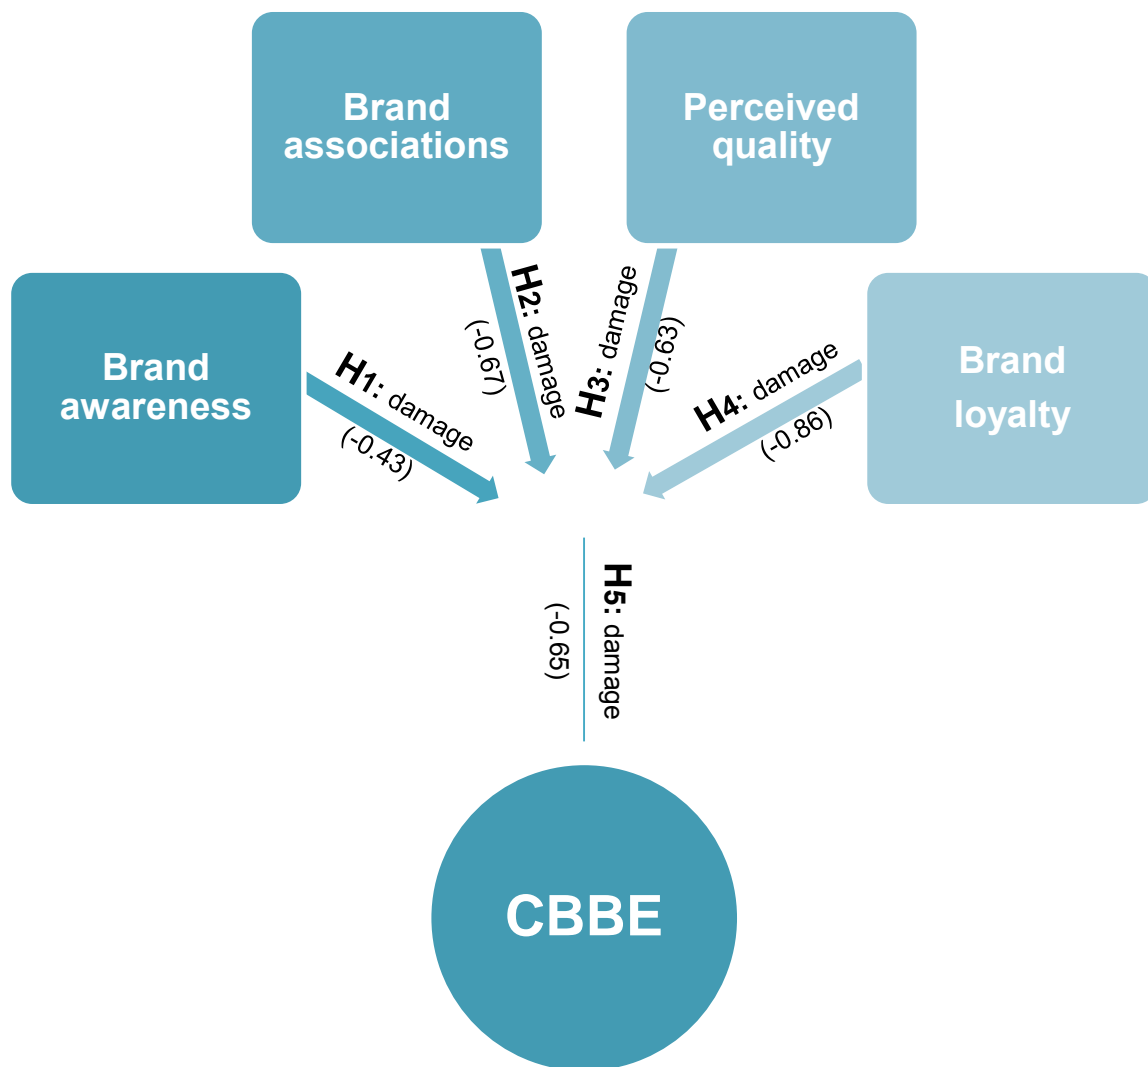 Brand
associations
Perceived
quality
Brand
awareness
Brand
loyalty
H1: damage
(-0.43)
H2: damage
(-0.67)
H3: damage
(-0.63)
H4: damage
(-0.86)
H5: damage
(-0.65)
CBBE